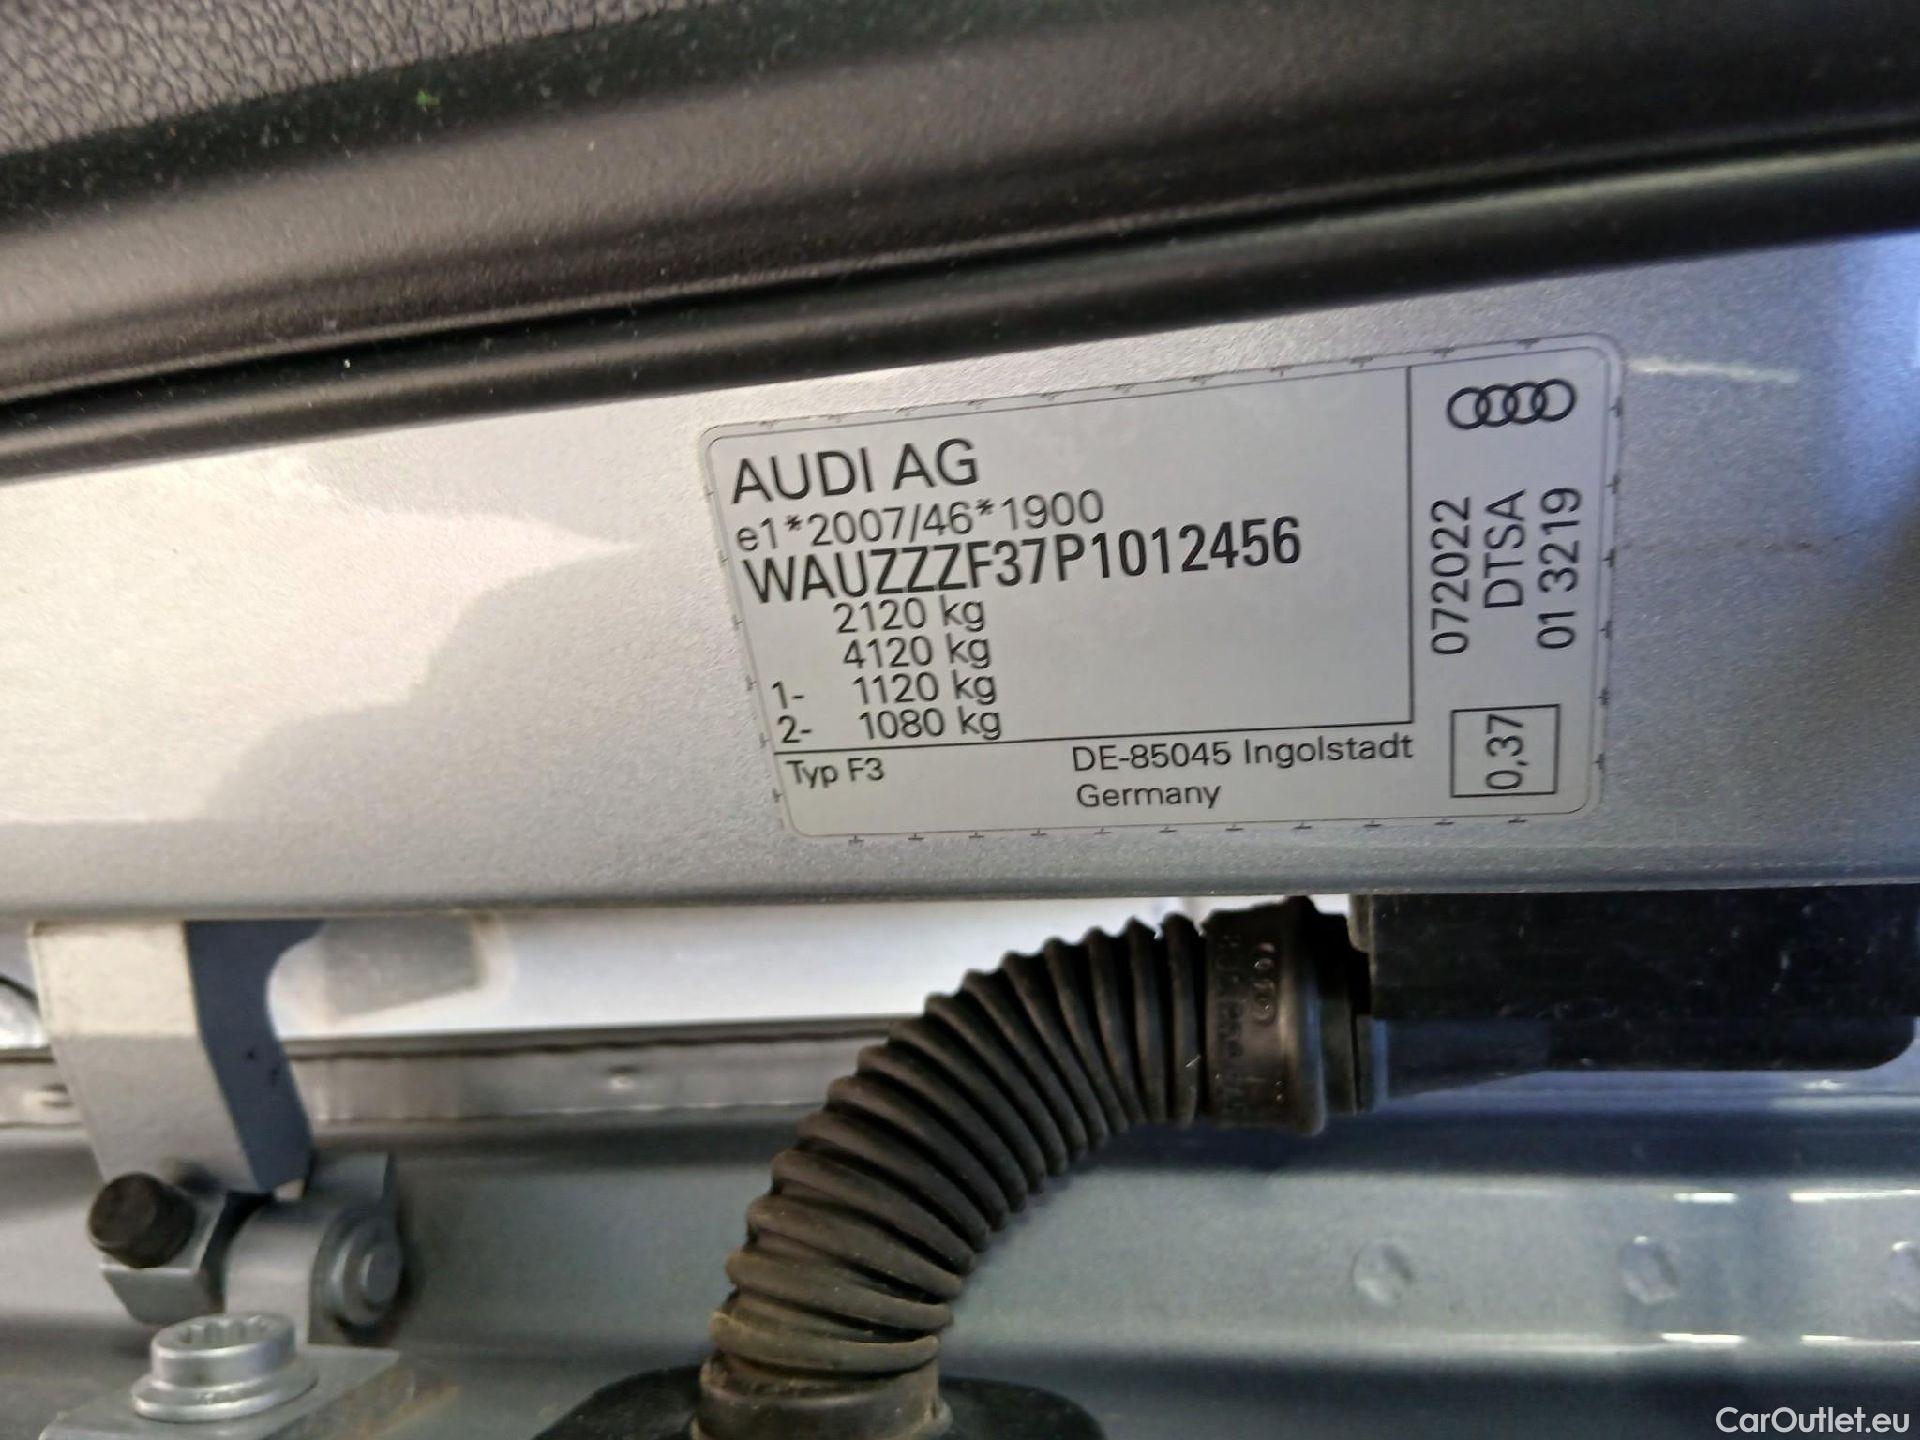 AUDI AG
e1*2007/46*1900
WAUZZZF37P1012456
2120 kg
4120 kg
1- 1120 kg
2- 1080 kg
Typ F3
DE-85045 Ingolstadt
Germany
072022
DTSA
01 3219
0,37
CarOutlet.eu